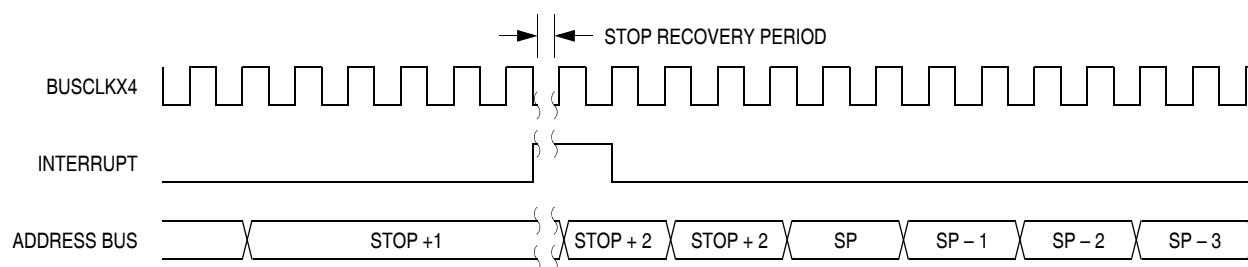 STOP RECOVERY PERIOD
BUSCLKX4
INTERRUPT
ADDRESS BUS STOP +1 STOP + 2 STOP + 2 SP SP – 1 SP – 2 SP – 3